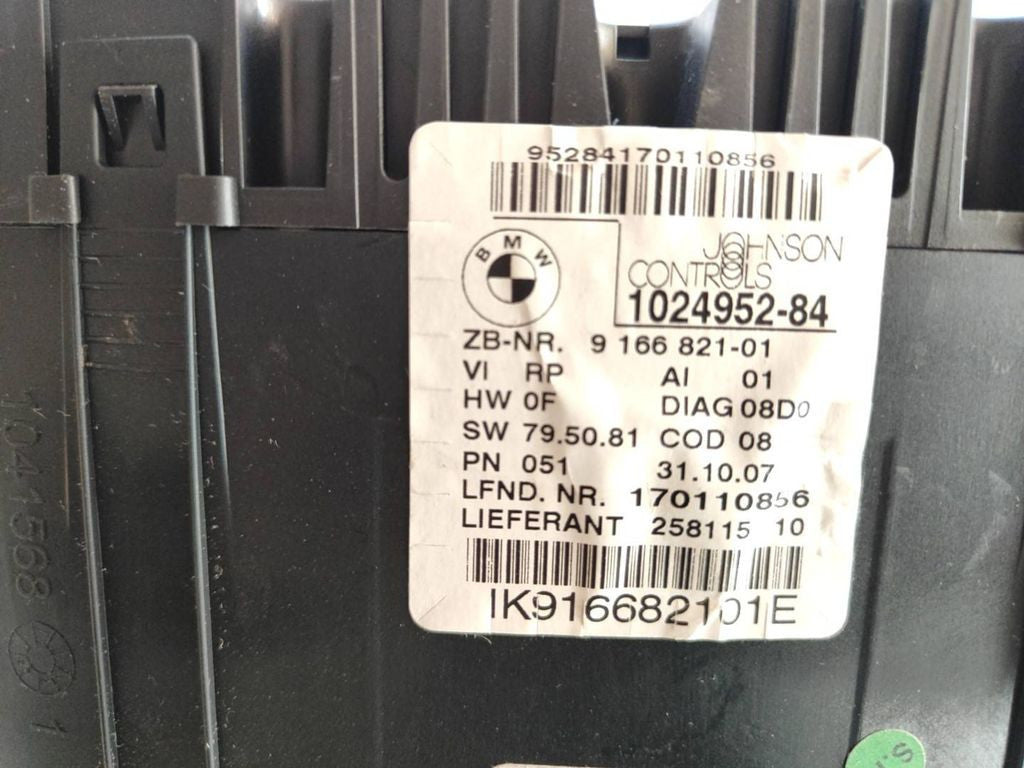 95284170110856
BMW
JOHNSON
CONTROLS
1024952-84
ZB-NR. 9 166 821-01
VI RP AI 01
HW 0F DIAG 08D0
SW 79.50.81 COD 08
PN 051 31.10.07
LFND. NR. 170110856
LIEFERANT 258115 10
IK916682101E
1041568 1
S.